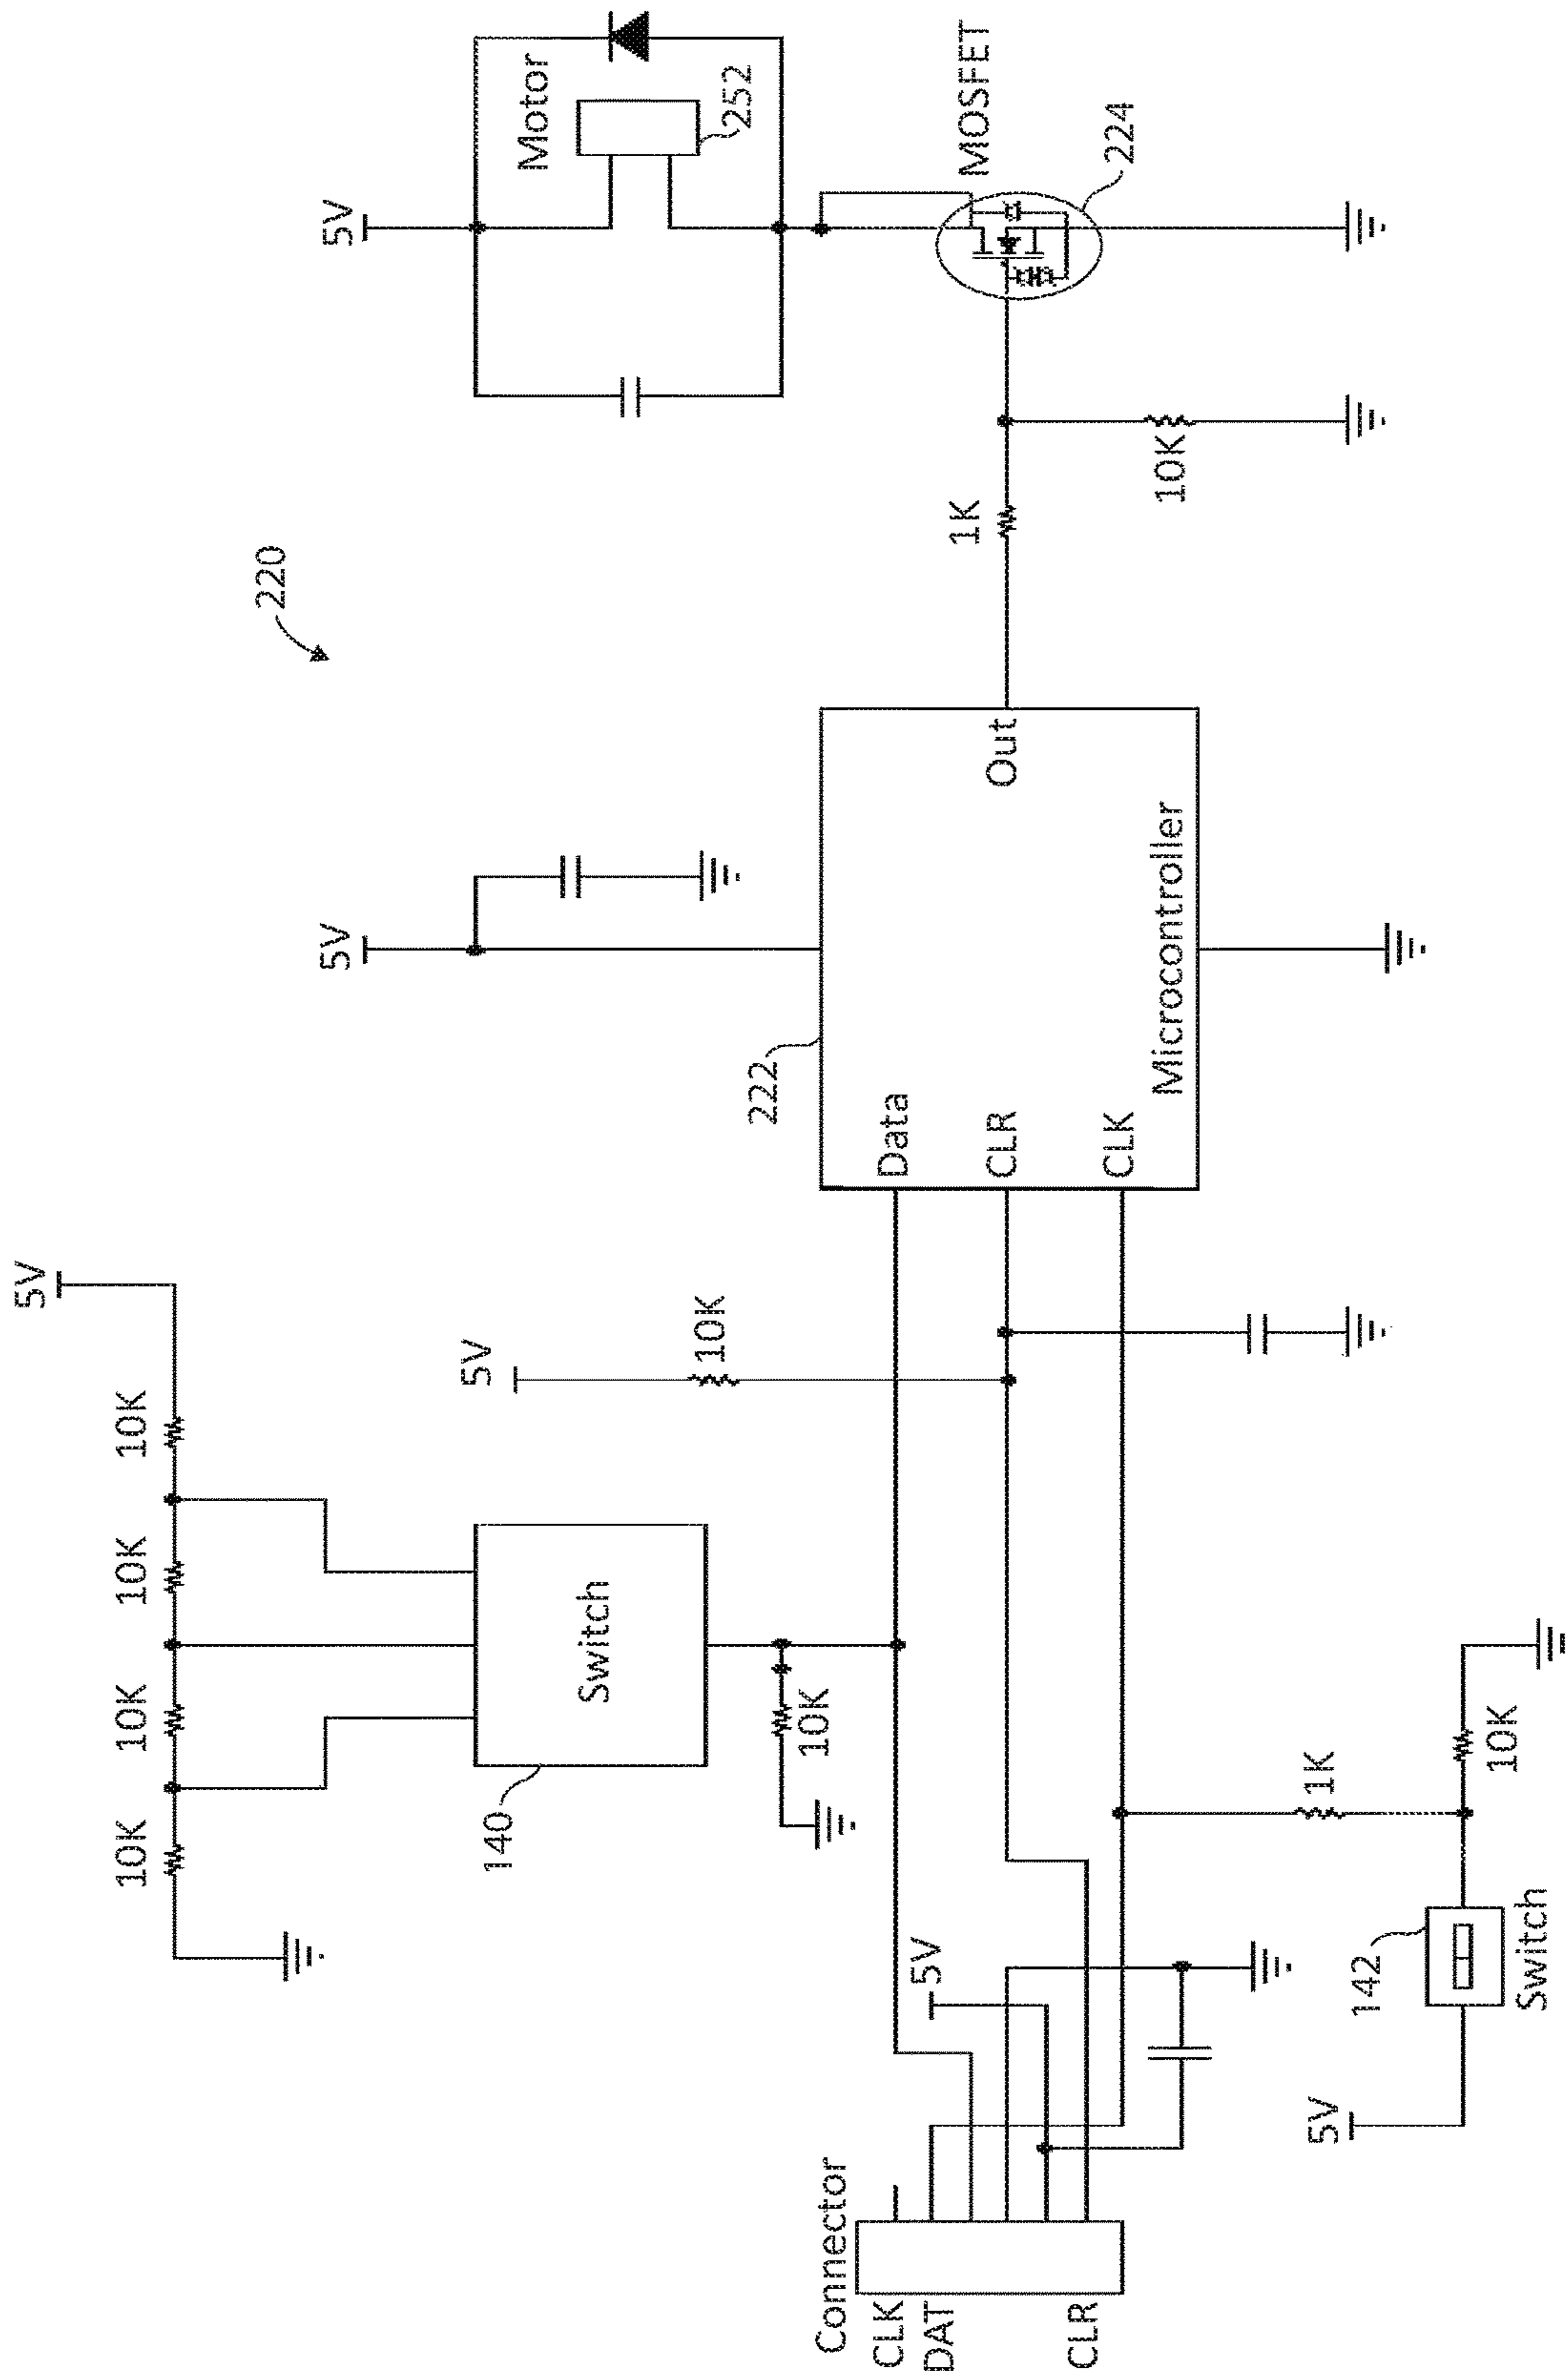 220
5V
10K
10K
10K
10K
Switch
140
10K
5V
10K
5V
222
Data
CLR
CLK
Out
Microcontroller
5V
Motor
252
1K
10K
MOSFET
224
Connector
CLK
DAT
CLR
5V
5V
142
Switch
1K
10K